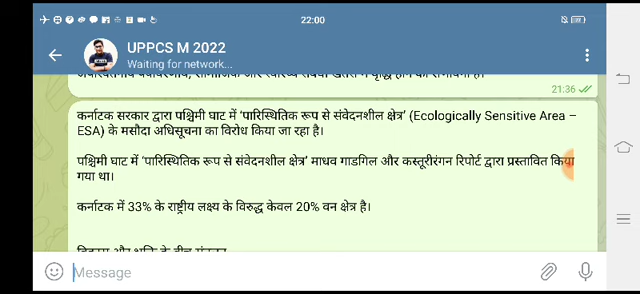 22:00
UPPCS M 2022
Waiting for network...
21:36
कर्नाटक सरकार द्वारा पश्चिमी घाट में 'पारिस्थितिक रूप से संवेदनशील क्षेत्र' (Ecologically Sensitive Area –
ESA) के मसौदा अधिसूचना का विरोध किया जा रहा है।
पश्चिमी घाट में 'पारिस्थितिक रूप से संवेदनशील क्षेत्र' माधव गाडगिल और कस्तूरीरंगन रिपोर्ट द्वारा प्रस्तावित किया
गया था।
कर्नाटक में 33% के राष्ट्रीय लक्ष्य के विरुद्ध केवल 20% वन क्षेत्र है।
Message